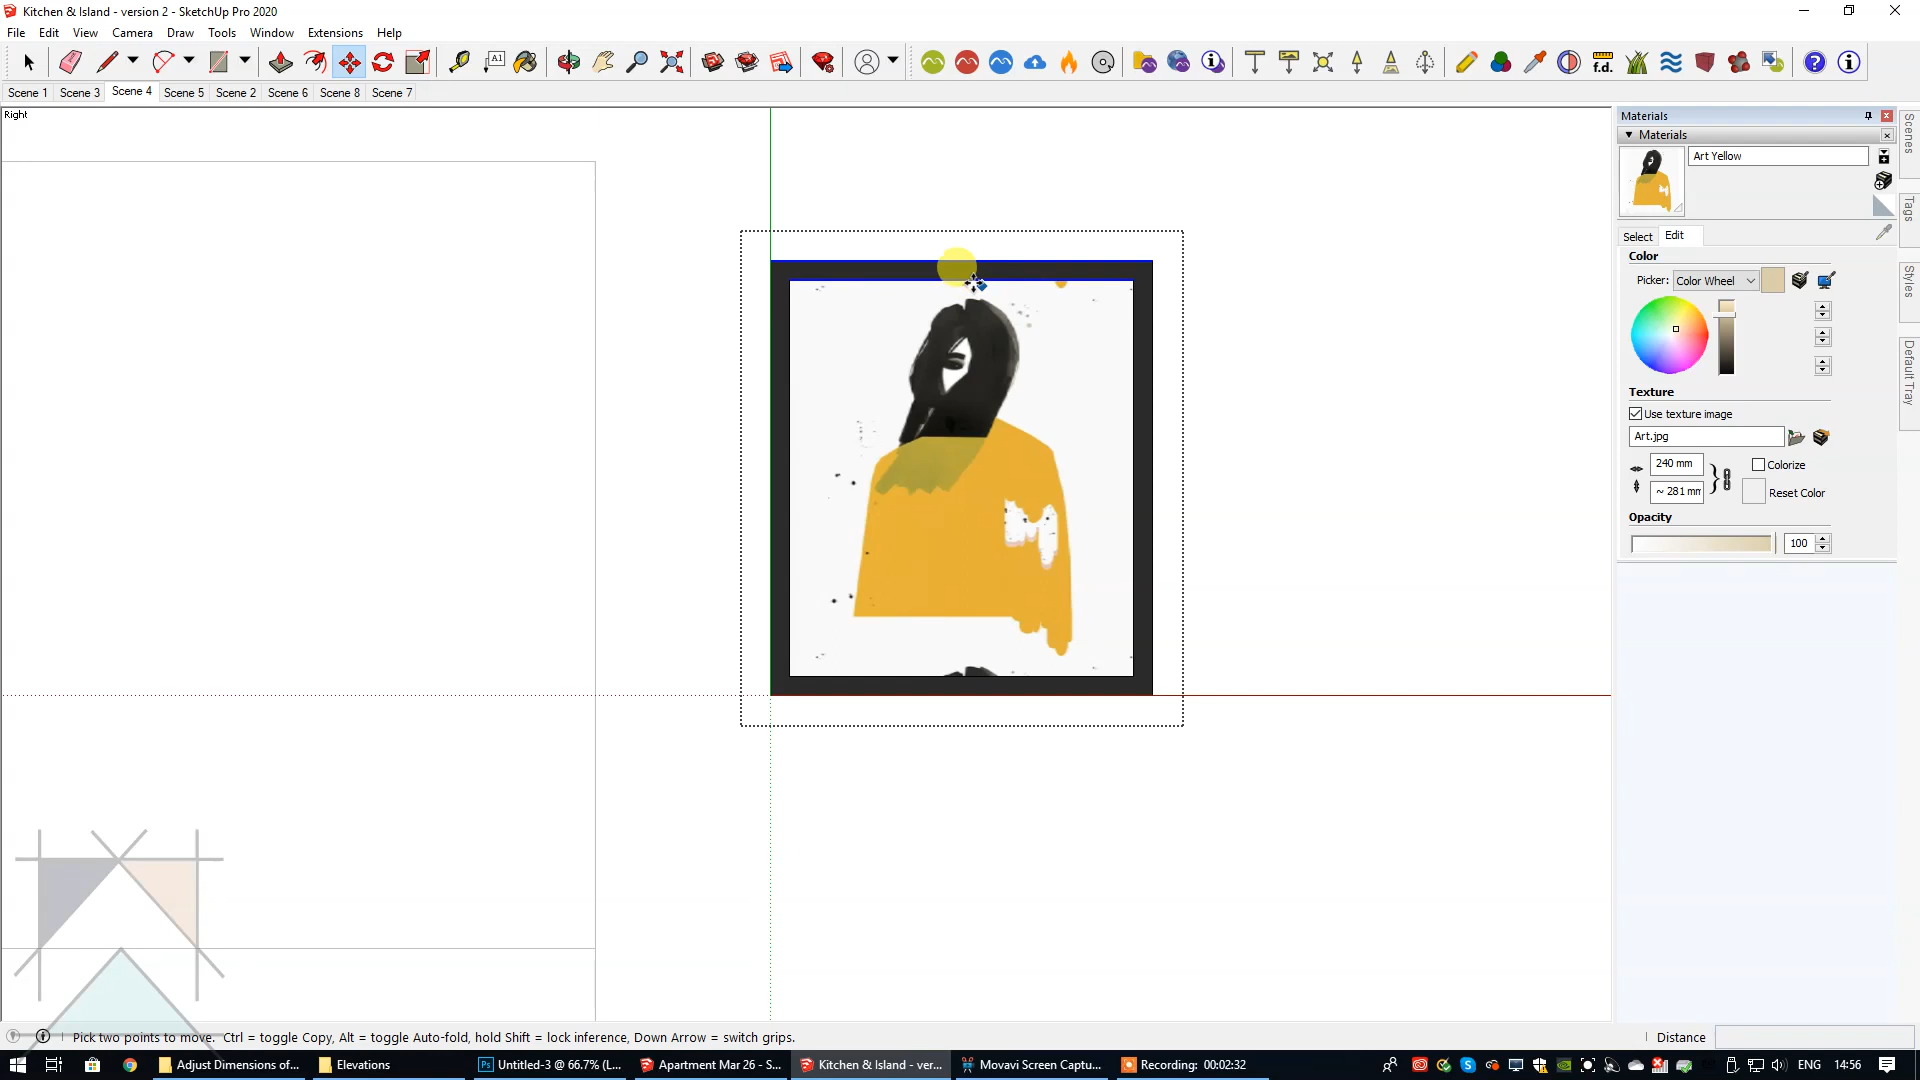 Kitchen & Island - version 2 - SketchUp Pro 2020
File Edit View Camera Draw Tools Window Extensions Help
A1
f.d.
Scene 1 Scene 3 Scene 4 Scene 5 Scene 2 Scene 6 Scene 8 Scene 7
Right
Materials
Materials
Art Yellow
Select Edit
Color
Picker: Color Wheel
Texture
Use texture image
Art.jpg
240 mm
Colorize
~ 281 mm
Reset Color
Opacity
100
Scenes
Tags
Styles
Default Tray
Pick two points to move. Ctrl = toggle Copy, Alt = toggle Auto-fold, hold Shift = lock inference, Down Arrow = switch grips.
Distance
Adjust Dimensions of...
Elevations
Untitled-3 @ 66.7% (L...
Apartment Mar 26 - S...
Kitchen & Island - ver...
Movavi Screen Captu...
Recording: 00:02:32
ENG
14:56